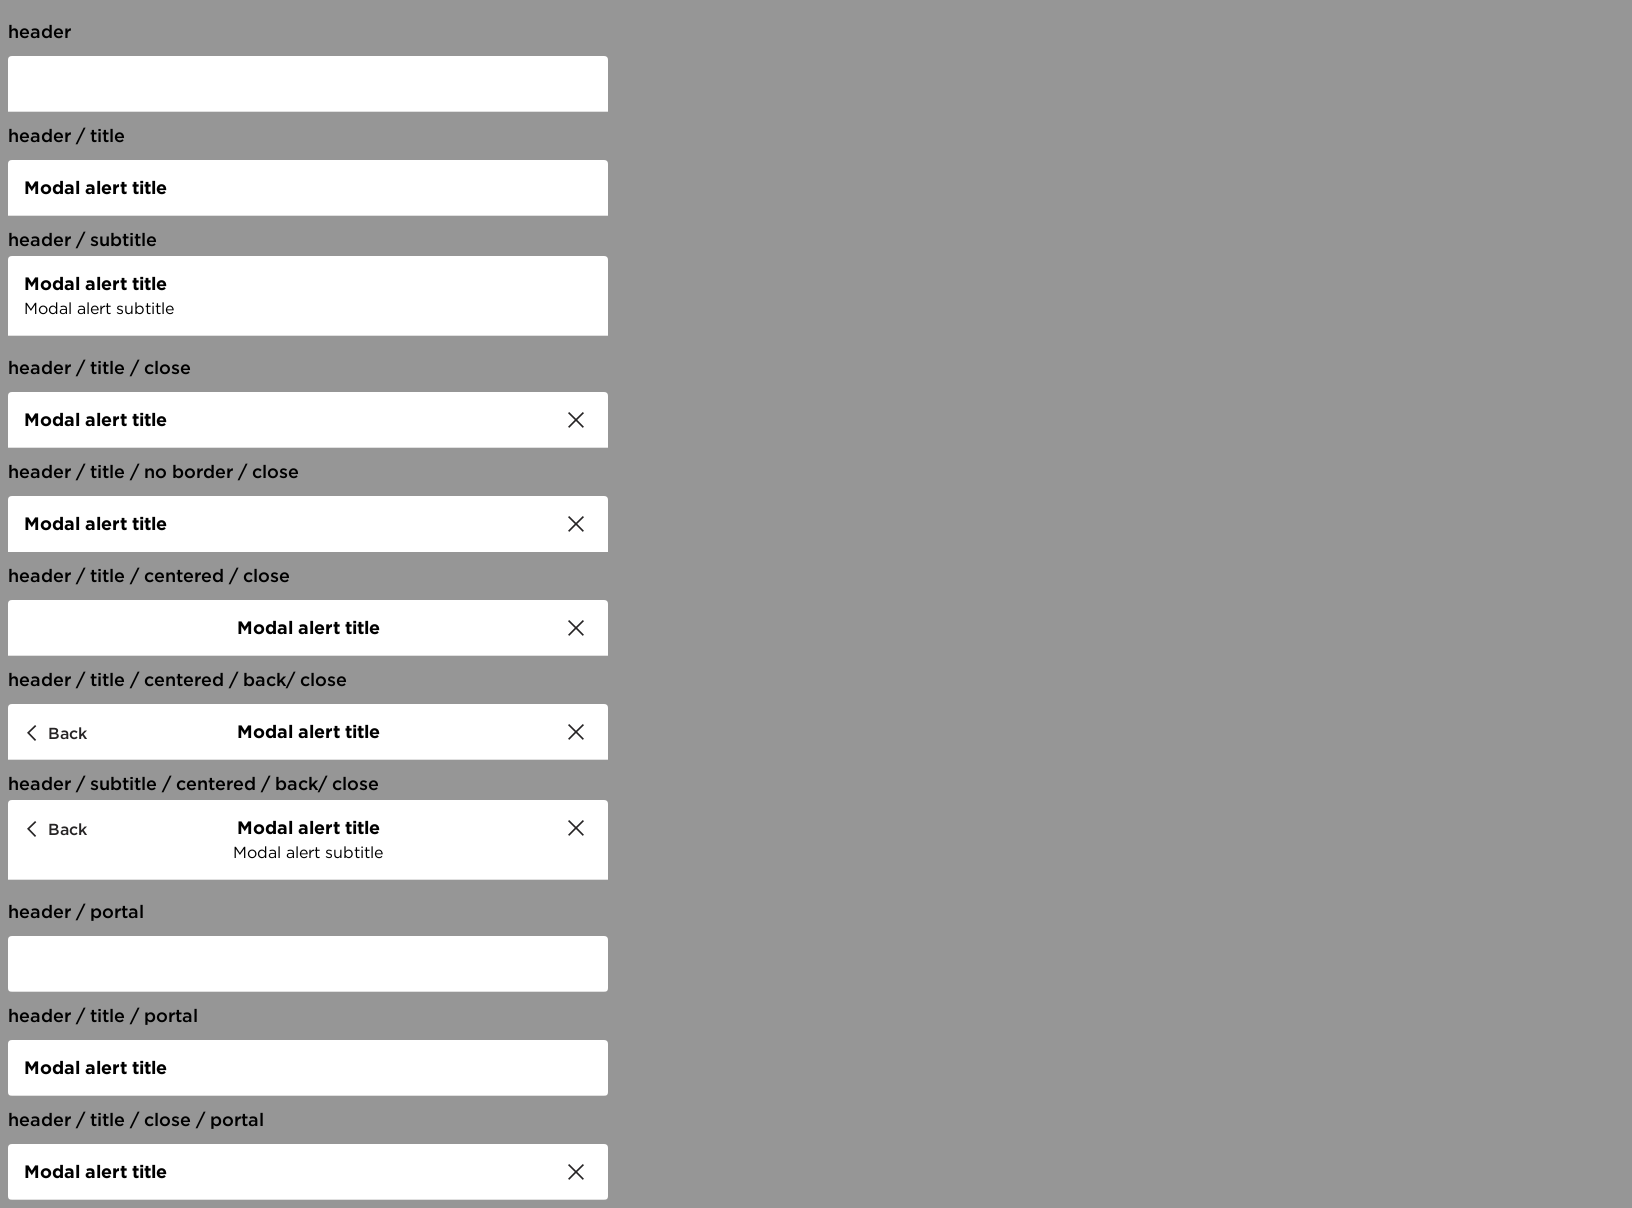 header
header / title
Modal alert title
header / subtitle
Modal alert title
Modal alert subtitle
header / title / close
Modal alert title
header / title / no border / close
Modal alert title
header / title / centered / close
Modal alert title
header / title / centered / back/ close
Back Modal alert title
header / subtitle / centered / back/ close
Back Modal alert title
Modal alert subtitle
header / portal
header / title / portal
Modal alert title
header / title / close / portal
Modal alert title